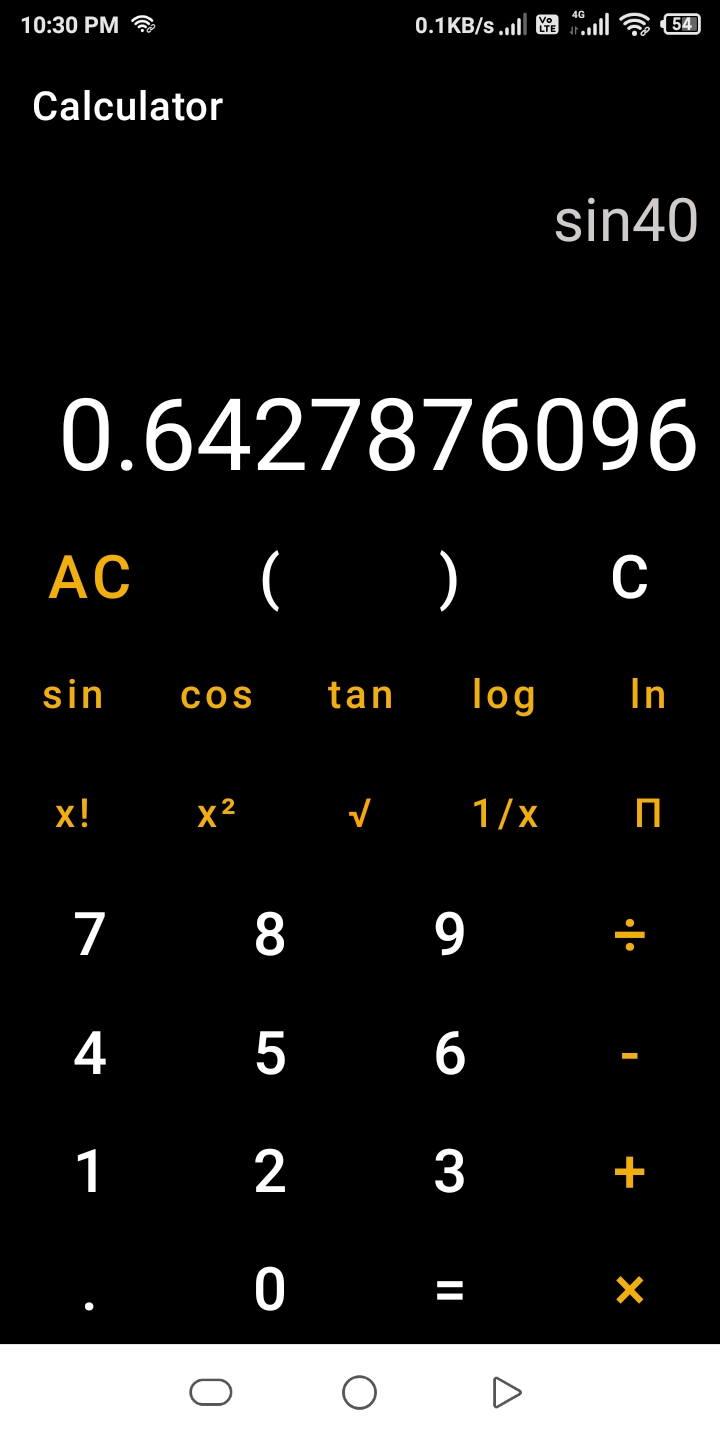 10:30 PM 0.1KB/s Vo LTE 4G 54
Calculator
sin40
0.6427876096
AC ( ) C
sin cos tan log ln
x! x² √ 1/x Π
7 8 9 ÷
4 5 6 -
1 2 3 +
. 0 = ×